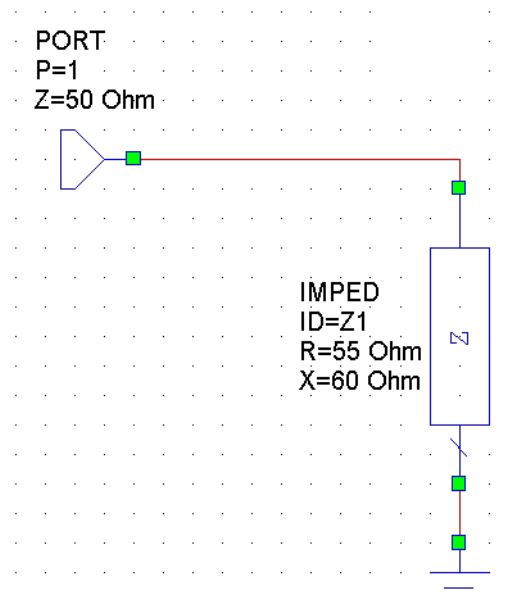 PORT
P=1
Z=50 Ohm
IMPED
ID=Z1
R=55 Ohm
X=60 Ohm
Z